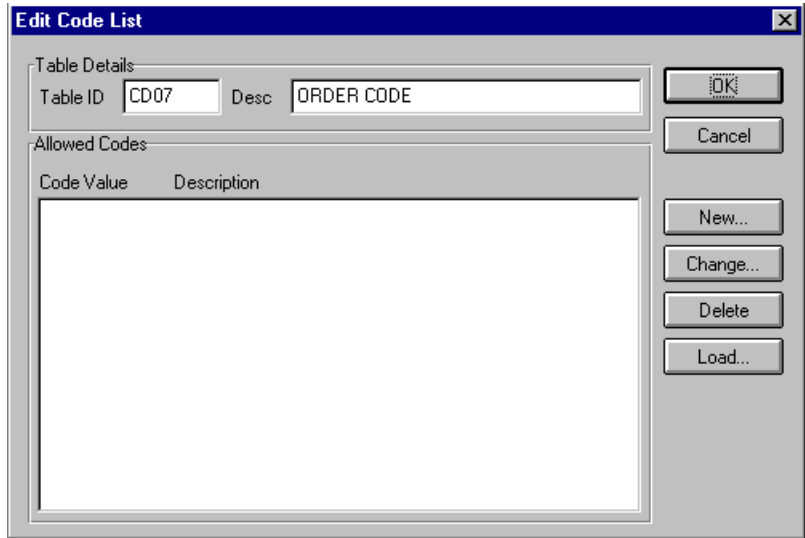 Edit Code List
Table Details
Table ID CD07 Desc ORDER CODE
OK
Cancel
Allowed Codes
Code Value Description
New...
Change...
Delete
Load...